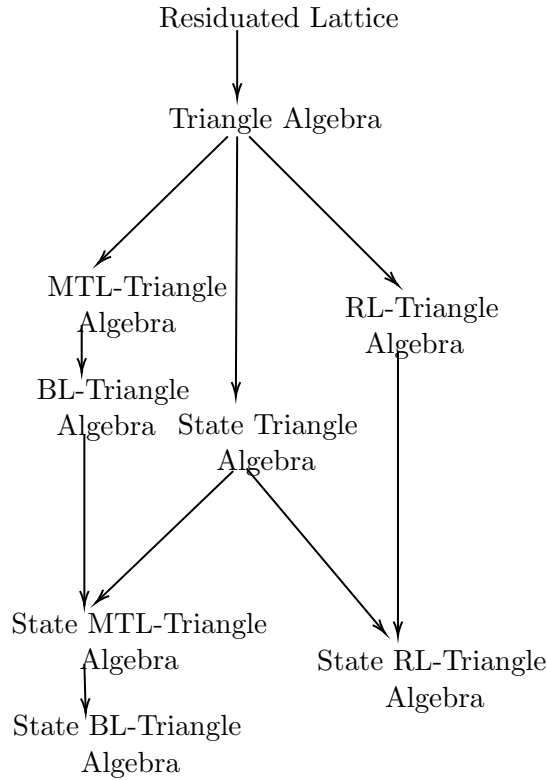 Residuated Lattice
Triangle Algebra
MTL-Triangle
Algebra
RL-Triangle
Algebra
BL-Triangle
Algebra
State Triangle
Algebra
State MTL-Triangle
Algebra
State RL-Triangle
Algebra
State BL-Triangle
Algebra